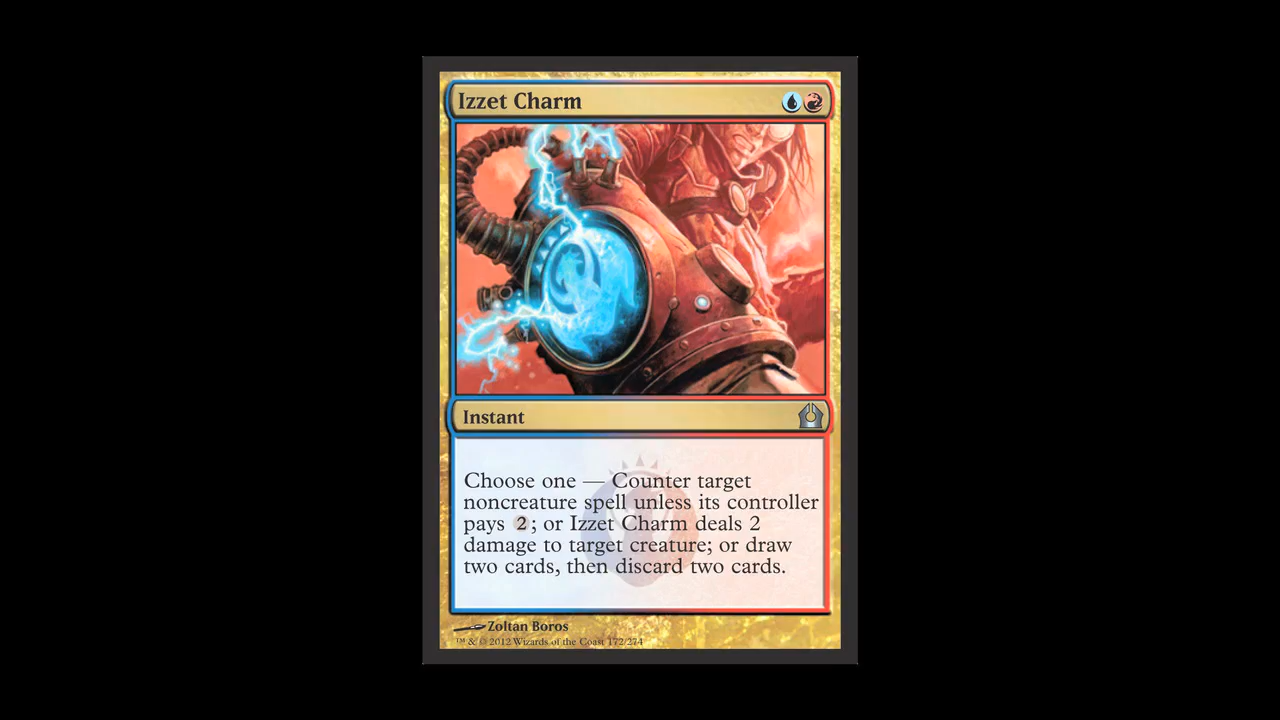 Izzet Charm
Instant
Choose one — Counter target
noncreature spell unless its controller
pays 2; or Izzet Charm deals 2
damage to target creature; or draw
two cards, then discard two cards.
Zoltan Boros
™ & © 2012 Wizards of the Coast 172/274